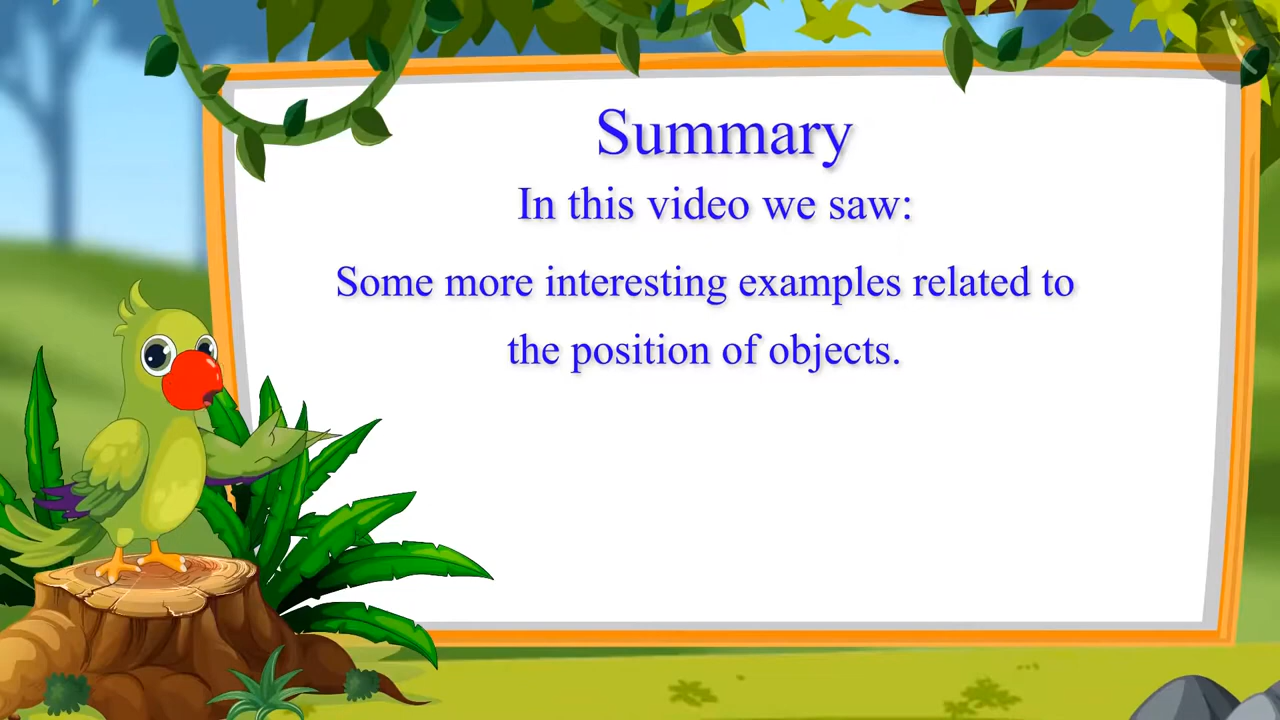 Summary
In this video we saw:
Some more interesting examples related to
the position of objects.